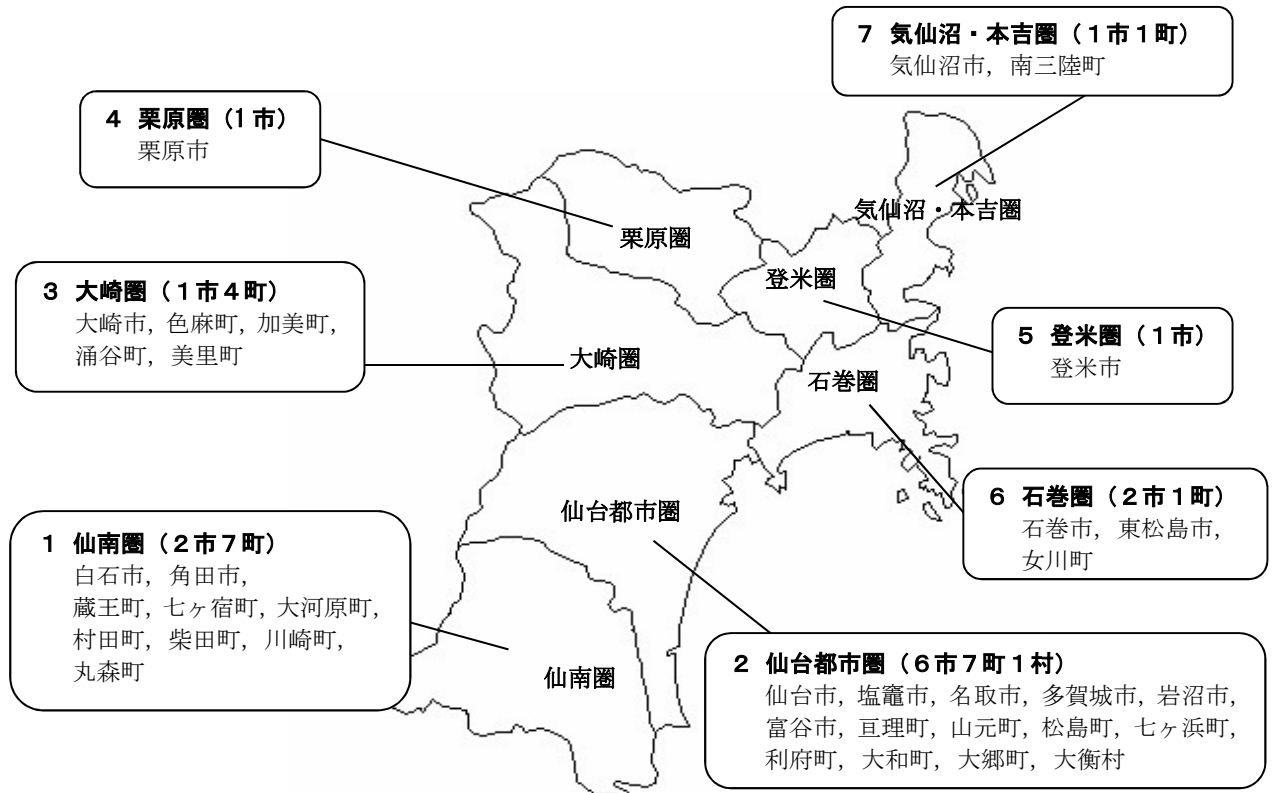 7 気仙沼・本吉圏（１市１町）
気仙沼市，南三陸町
4 栗原圏（１市）
栗原市
気仙沼・本吉圏
栗原圏
登米圏
3 大崎圏（１市４町）
大崎市，色麻町，加美町，
涌谷町，美里町
5 登米圏（１市）
登米市
大崎圏
石巻圏
6 石巻圏（２市１町）
石巻市，東松島市，
女川町
仙台都市圏
1 仙南圏（２市７町）
白石市，角田市，
蔵王町，七ヶ宿町，大河原町，
村田町，柴田町，川崎町，
丸森町
仙南圏
2 仙台都市圏（６市７町１村）
仙台市，塩竈市，名取市，多賀城市，岩沼市，
富谷市，亘理町，山元町，松島町，七ヶ浜町，
利府町，大和町，大郷町，大衡村